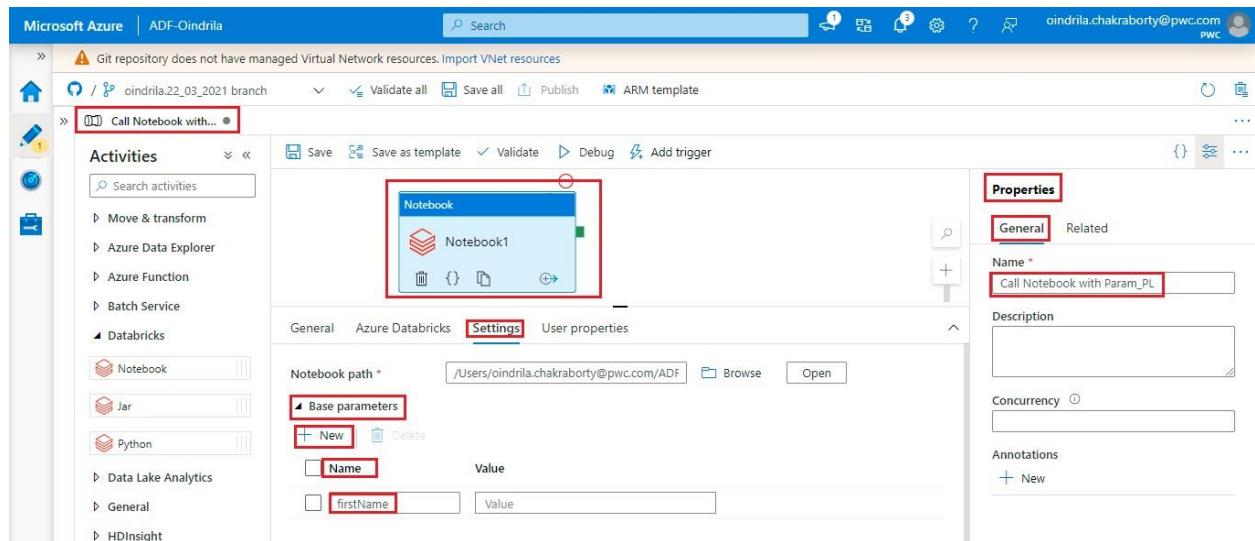 Microsoft Azure | ADF-Oindrila Search 1 3 ? oindrila.chakraborty@pwc.com
PWC
» Git repository does not have managed Virtual Network resources. Import VNet resources
/ oindrila.22_03_2021 branch Validate all Save all Publish ARM template
» Call Notebook with... ● ...
1
Activities
Search activities
Move & transform
Azure Data Explorer
Azure Function
Batch Service
Databricks
Notebook
Jar
Python
Data Lake Analytics
General
HDInsight
Save Save as template Validate Debug Add trigger {} ...
Notebook
Notebook1
{}
General Azure Databricks Settings User properties
Notebook path * /Users/oindrila.chakraborty@pwc.com/ADF Browse Open
Base parameters
+ New Delete
Name Value
firstName Value
Properties
General Related
Name *
Call Notebook with Param_PL
Description
Concurrency
Annotations
+ New